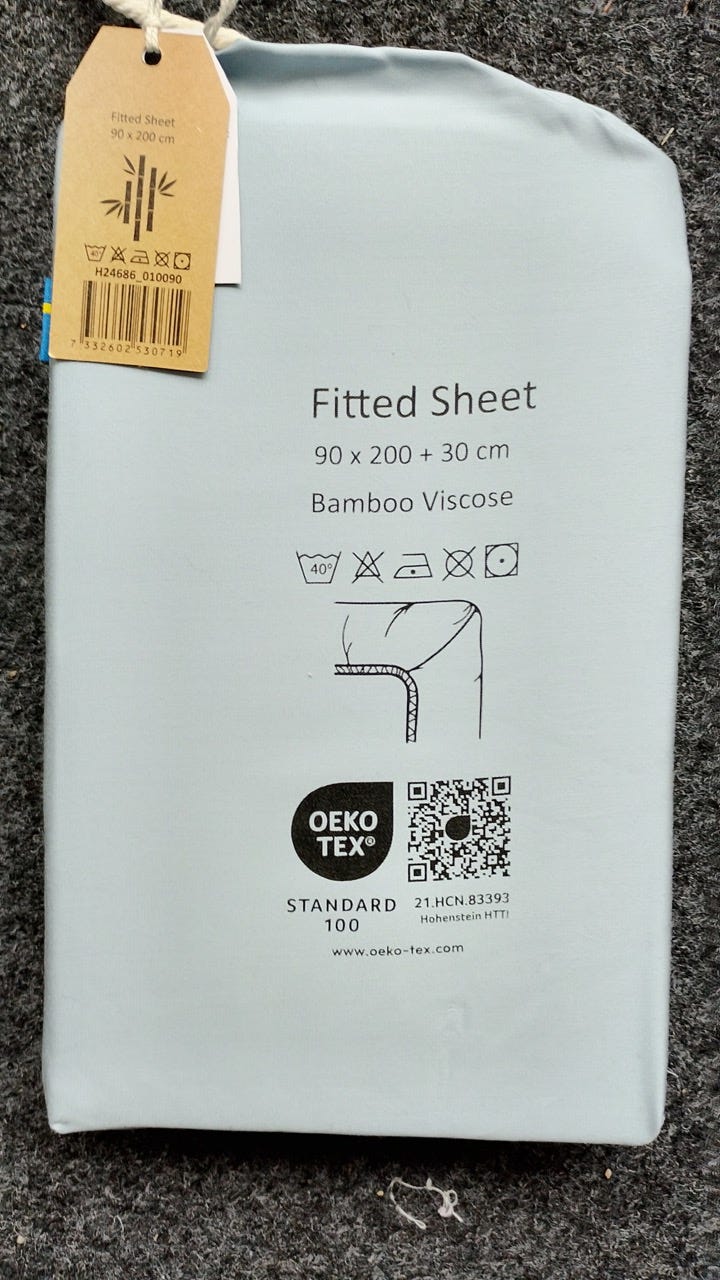 Fitted Sheet
90 x 200 cm
40°
H24686_010090
7 332602 530719
Fitted Sheet
90 x 200 + 30 cm
Bamboo Viscose
40°
OEKO
TEX®
STANDARD
100
21.HCN.83393
Hohenstein HTTI
www.oeko-tex.com